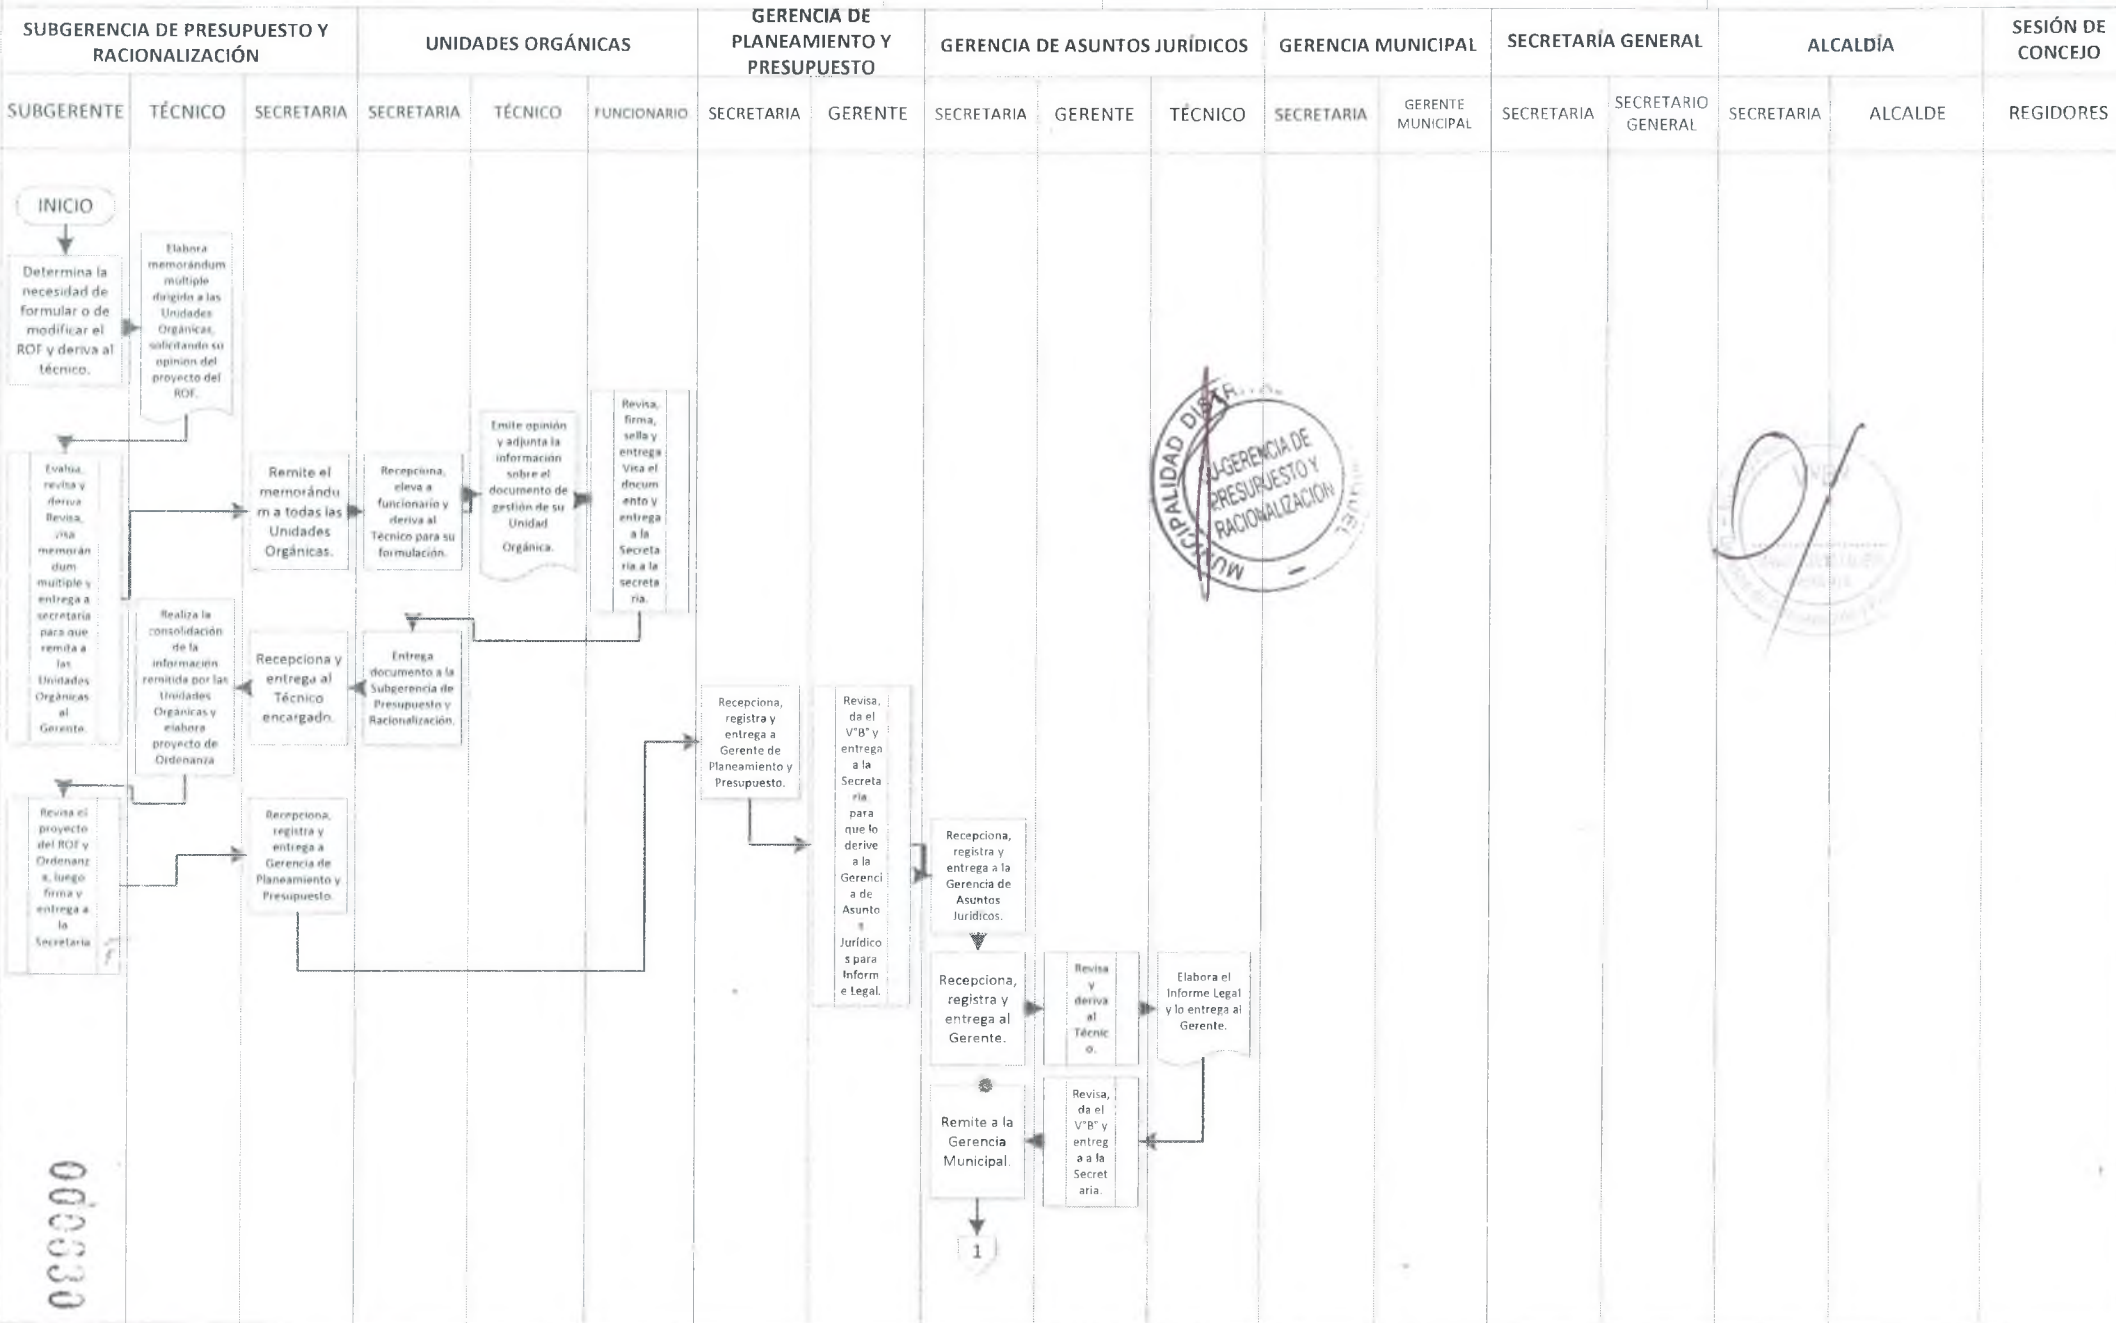 SUBGERENCIA DE PRESUPUESTO Y
RACIONALIZACIÓN
UNIDADES ORGÁNICAS
GERENCIA DE
PLANEAMIENTO Y
PRESUPUESTO
GERENCIA DE ASUNTOS JURÍDICOS
GERENCIA MUNICIPAL
SECRETARÍA GENERAL
ALCALDÍA
SESIÓN DE
CONCEJO
SUBGERENTE
TÉCNICO
SECRETARIA
SECRETARIA
TÉCNICO
FUNCIONARIO
SECRETARIA
GERENTE
SECRETARIA
GERENTE
TÉCNICO
SECRETARIA
GERENTE
MUNICIPAL
SECRETARIA
SECRETARIO
GENERAL
SECRETARIA
ALCALDE
REGIDORES
INICIO
Determina la
necesidad de
formular o de
modificar el
ROF y deriva al
técnico.
Elabora
memorándum
múltiple
dirigido a las
Unidades
Orgánicas,
solicitando su
opinión del
proyecto del
ROF.
Evalúa,
revisa y
deriva
Revisa,
visa
memorán
dum
multiple y
entrega a
secretaria
para que
remita a
las
Unidades
Orgánicas
al
Gerente.
Remite el
memorándu
m a todas las
Unidades
Orgánicas.
Recepciona,
eleva a
funcionario y
deriva al
Técnico para su
formulación.
Emite opinión
y adjunta la
información
sobre el
documento de
gestión de su
Unidad
Orgánica.
Revisa,
firma,
sella y
entrega
Visa el
docum
ento y
entrega
a la
Secreta
ria a la
secreta
ria.
Entrega
documento a la
Subgerencia de
Presupuesto y
Racionalización.
Recepciona y
entrega al
Técnico
encargado.
Realiza la
consolidación
de la
información
remitida por las
Unidades
Orgánicas y
elabora
proyecto de
Ordenanza
Revisa el
proyecto
del ROF y
Ordenanz
a, luego
firma y
entrega a
la
Secretaria
Recepciona,
registra y
entrega a
Gerencia de
Planeamiento y
Presupuesto.
Recepciona,
registra y
entrega a
Gerente de
Planeamiento y
Presupuesto.
Revisa,
da el
V°B° y
entrega
a la
Secreta
ria
para
que lo
derive
a la
Gerenci
a de
Asunto
s
Jurídico
s para
Inform
e Legal.
Recepciona,
registra y
entrega a la
Gerencia de
Asuntos
Jurídicos.
Recepciona,
registra y
entrega al
Gerente.
Revisa
y
deriva
al
Técnic
o.
Elabora el
Informe Legal
y lo entrega al
Gerente.
Revisa,
da el
V°B° y
entreg
a a la
Secret
aria.
Remite a la
Gerencia
Municipal.
1
MUNICIPALIDAD
GERENCIA DE
PRESUPUESTO Y
RACIONALIZACIÓN
000030